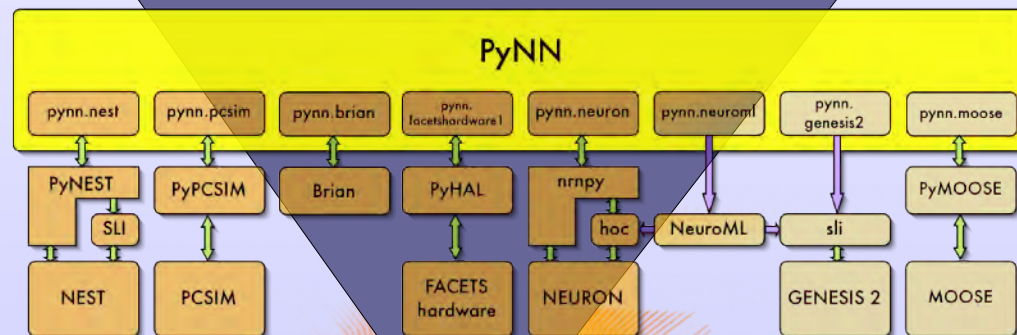 PyNN
pynn.nest
pynn.pcsim
pynn.brian
pynn.
facetshardware1
pynn.neuron
pynn.neuroml
pynn.
genesis2
pynn.moose
PyNEST
PyPCSIM
Brian
PyHAL
nrnpy
PyMOOSE
SLI
hoc
NeuroML
sli
NEST
PCSIM
FACETS
hardware
NEURON
GENESIS 2
MOOSE